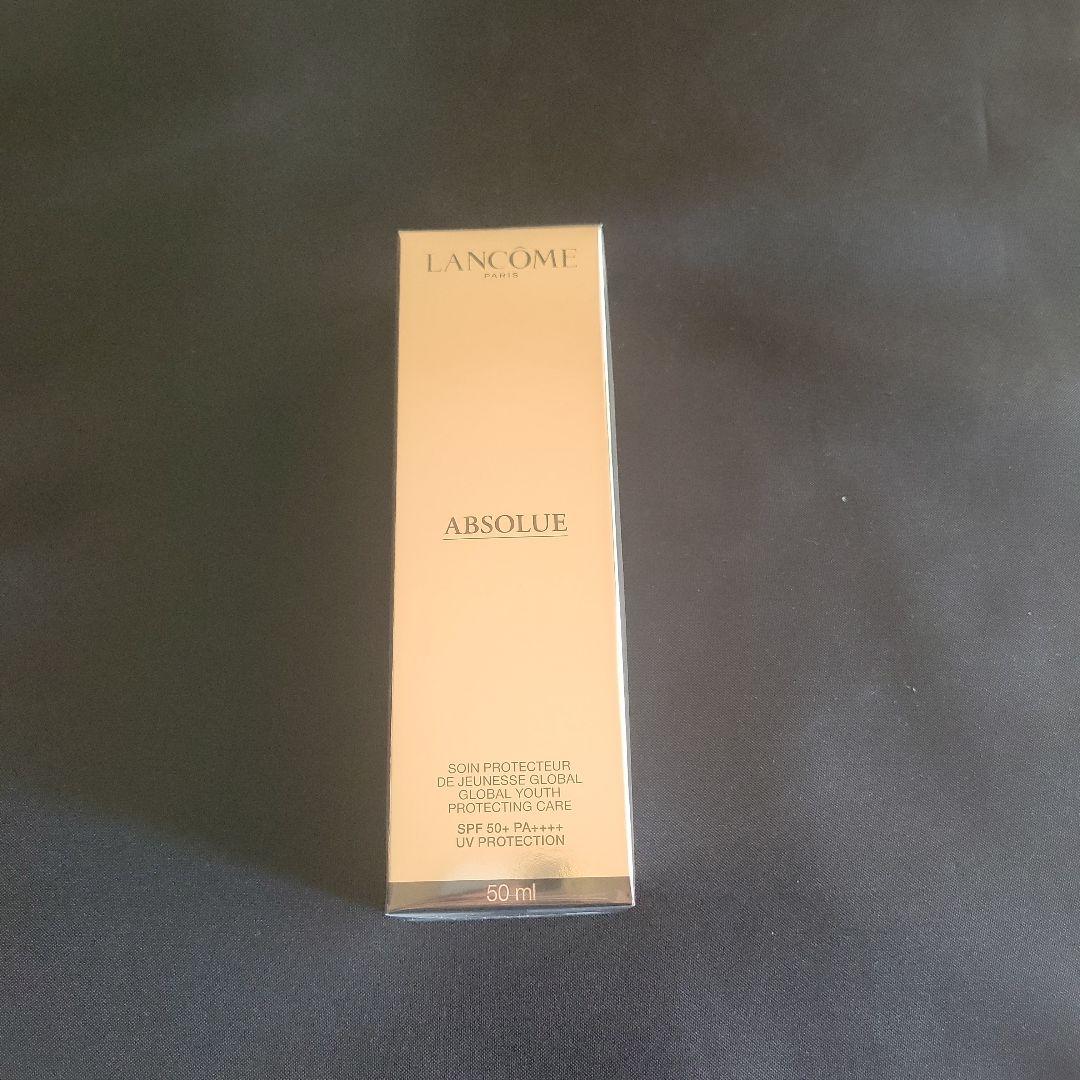 LANCÔME
PARIS
ABSOLUE
SOIN PROTECTEUR
DE JEUNESSE GLOBAL
GLOBAL YOUTH
PROTECTING CARE
SPF 50+ PA++++
UV PROTECTION
50 ml